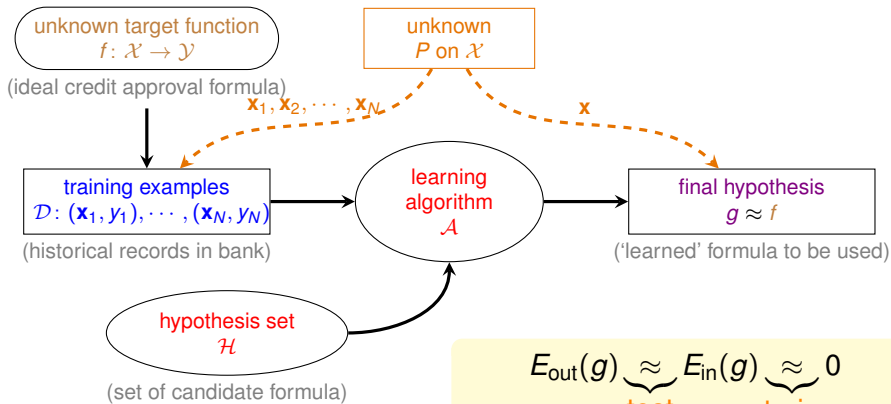 unknown target function
f: 𝒳 → 𝒴
(ideal credit approval formula)
unknown
P on 𝒳
x₁, x₂, ⋯ , x_N
x
training examples
𝒟: (x₁, y₁), ⋯ , (x_N, y_N)
(historical records in bank)
learning
algorithm
𝒜
final hypothesis
g ≈ f
(‘learned’ formula to be used)
hypothesis set
ℋ
(set of candidate formula)
E_out(g) ≈ E_in(g) ≈ 0